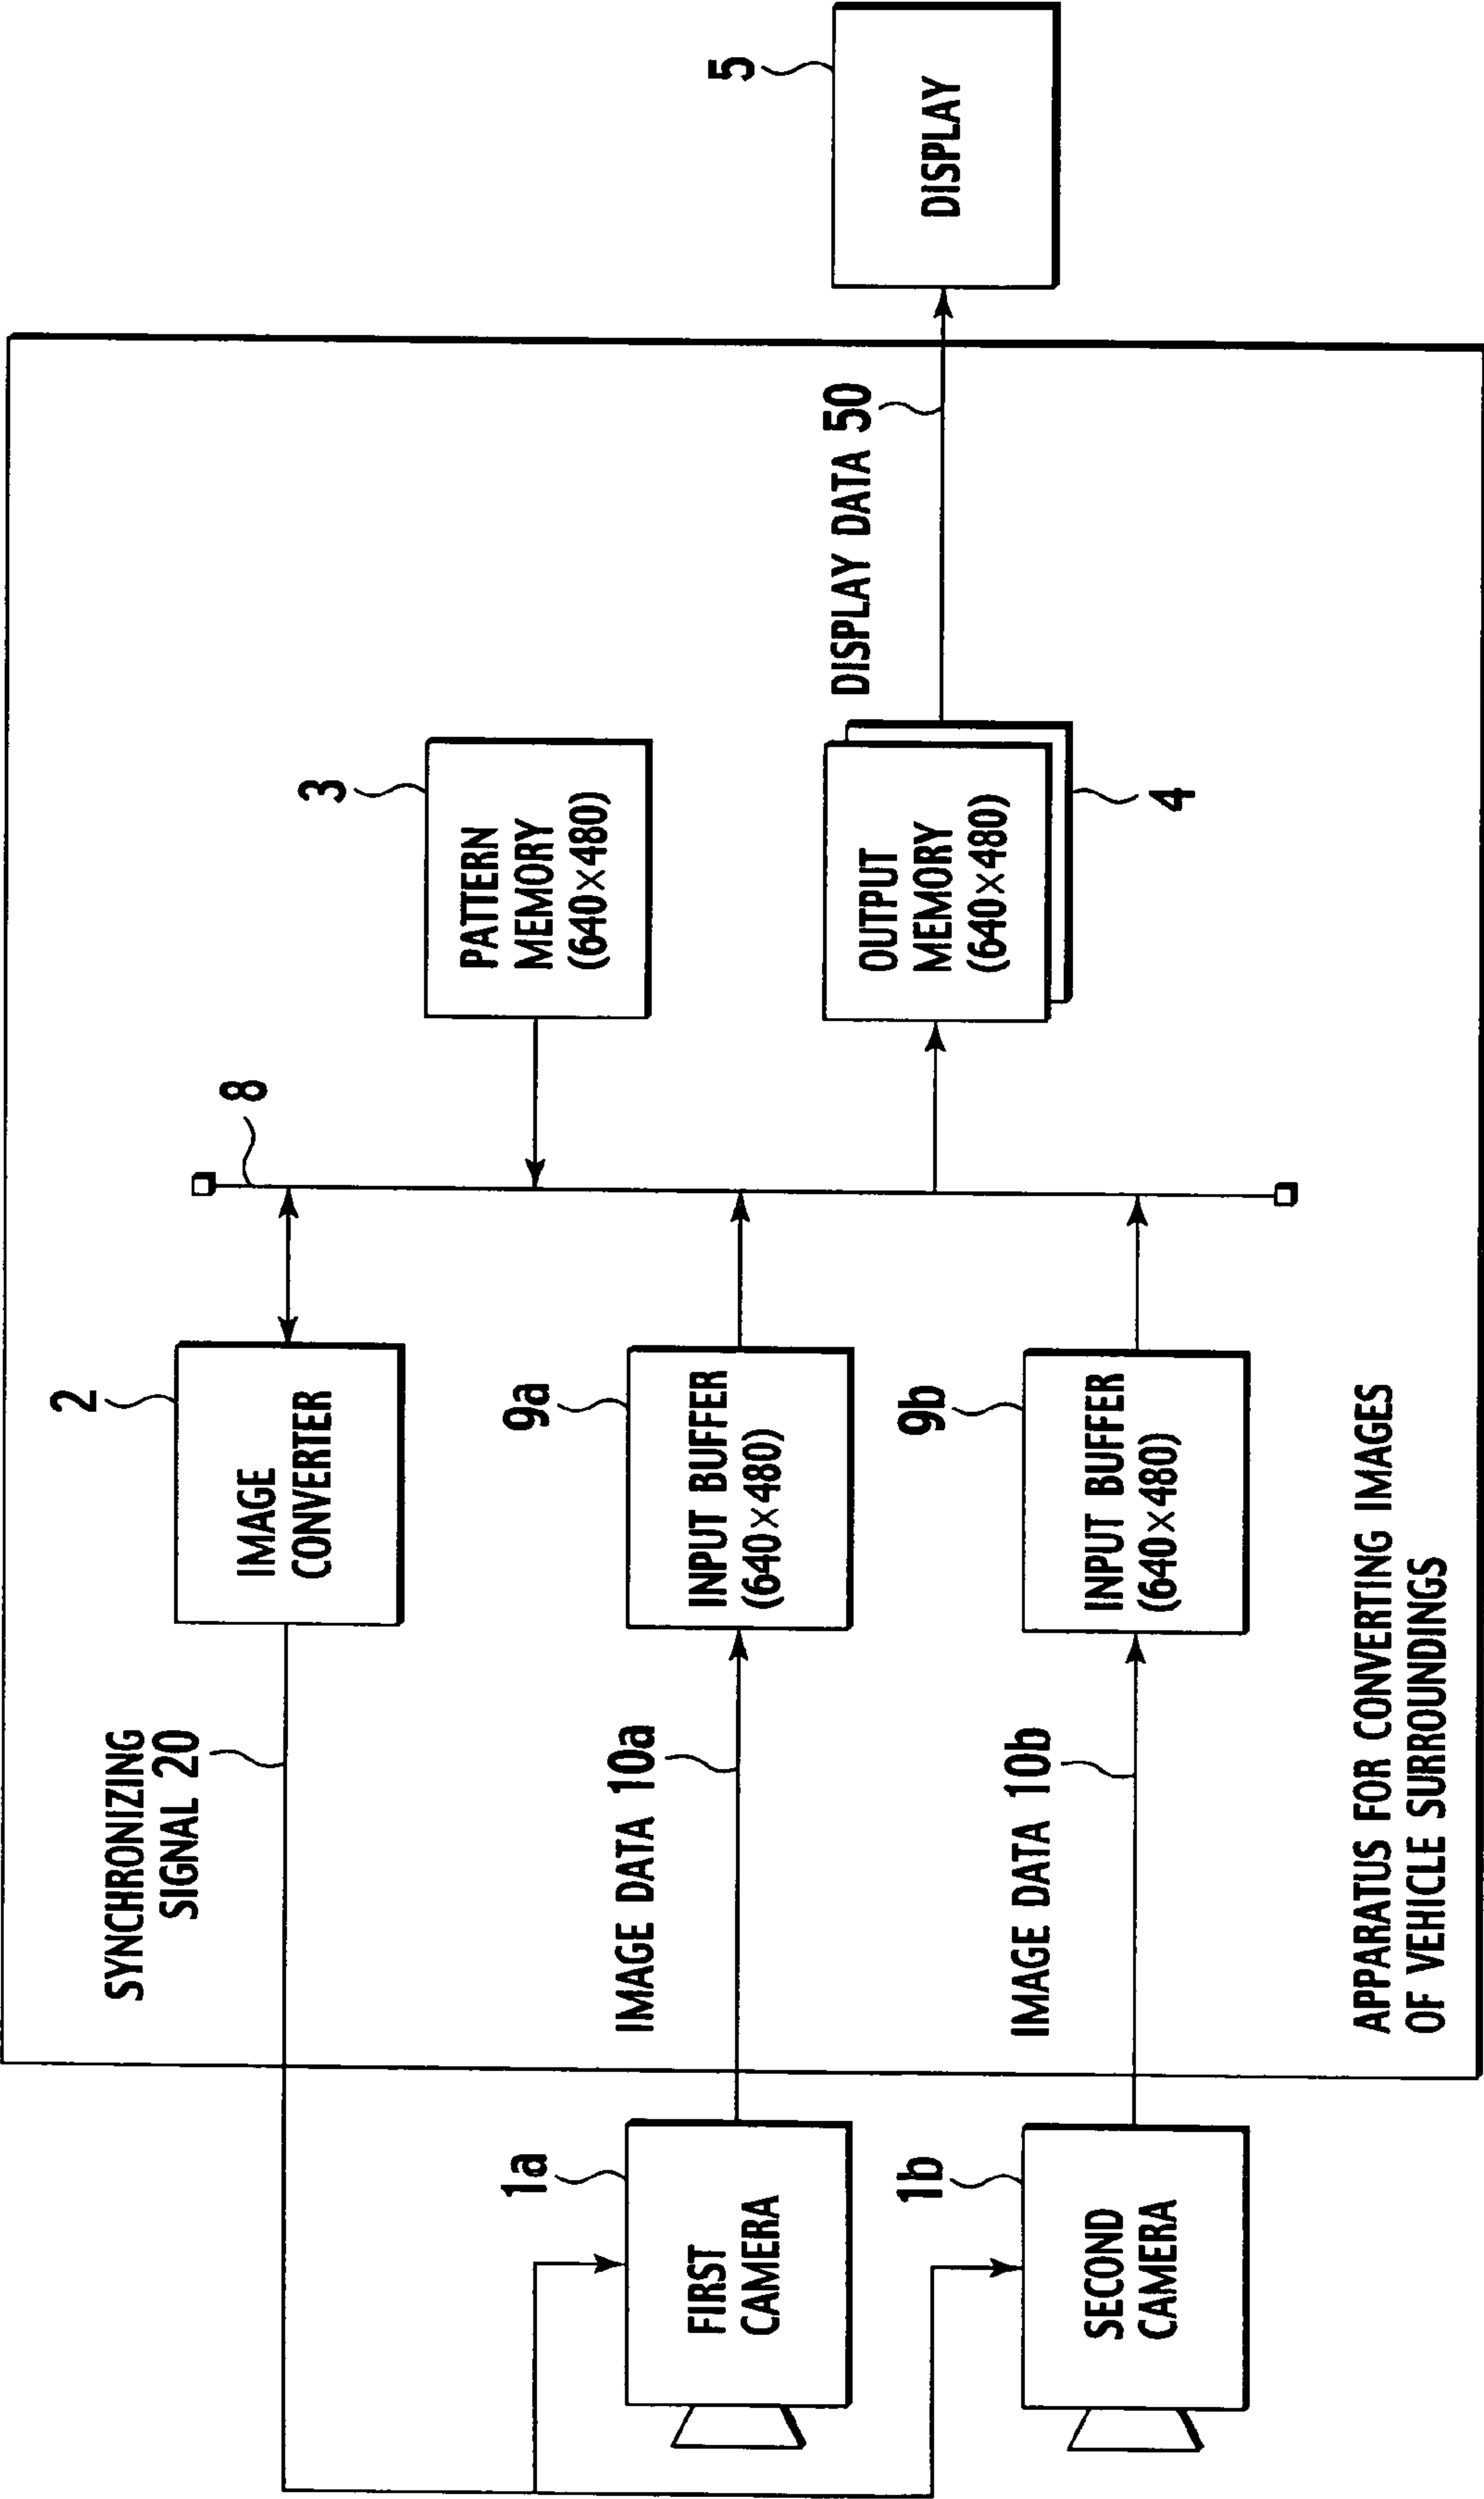 SYNCHRONIZING
SIGNAL 20
2
IMAGE
CONVERTER
8
3
PATTERN
MEMORY
(640×480)
1a
FIRST
CAMERA
IMAGE DATA 10a
9a
INPUT BUFFER
(640×480)
OUTPUT
MEMORY
(640×480)
4
DISPLAY DATA 50
5
DISPLAY
1b
SECOND
CAMERA
IMAGE DATA 10b
9b
INPUT BUFFER
(640×480)
APPARATUS FOR CONVERTING IMAGES
OF VEHICLE SURROUNDINGS